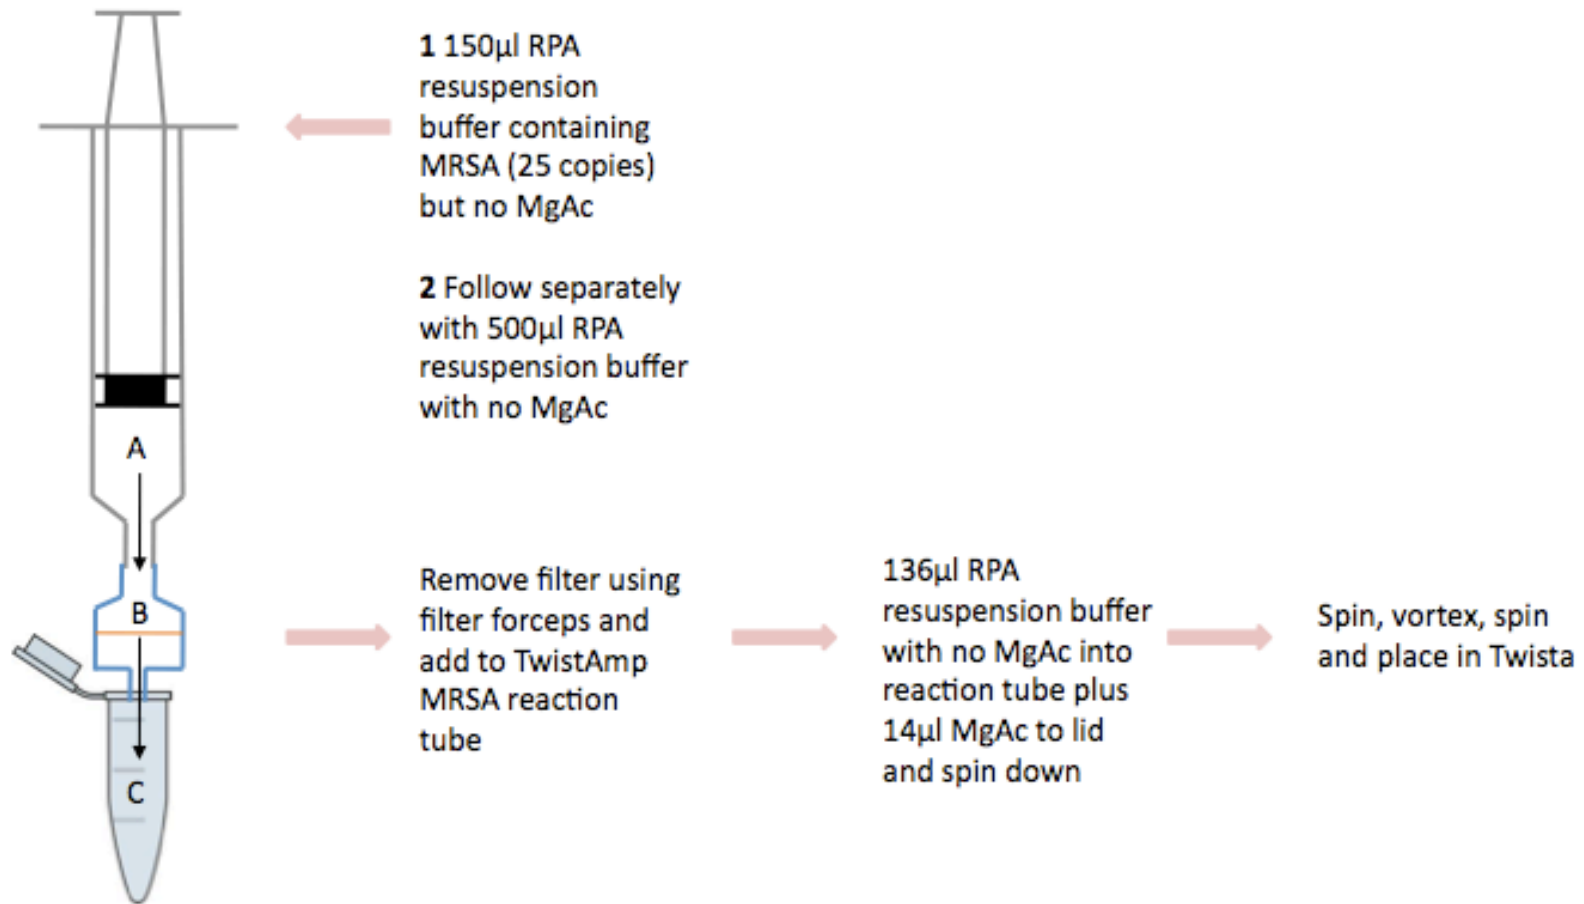 1 150μl RPA
resuspension
buffer containing
MRSA (25 copies)
but no MgAc
2 Follow separately
with 500μl RPA
resuspension buffer
with no MgAc
A
B
C
Remove filter using
filter forceps and
add to TwistAmp
MRSA reaction
tube
136μl RPA
resuspension buffer
with no MgAc into
reaction tube plus
14μl MgAc to lid
and spin down
Spin, vortex, spin
and place in Twista